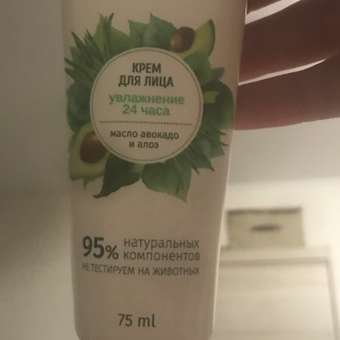 КРЕМ
ДЛЯ ЛИЦА
увлажнение
24 часа
масло авокадо
и алоэ
95% натуральных
компонентов
НЕ ТЕСТИРУЕМ НА ЖИВОТНЫХ
75 ml